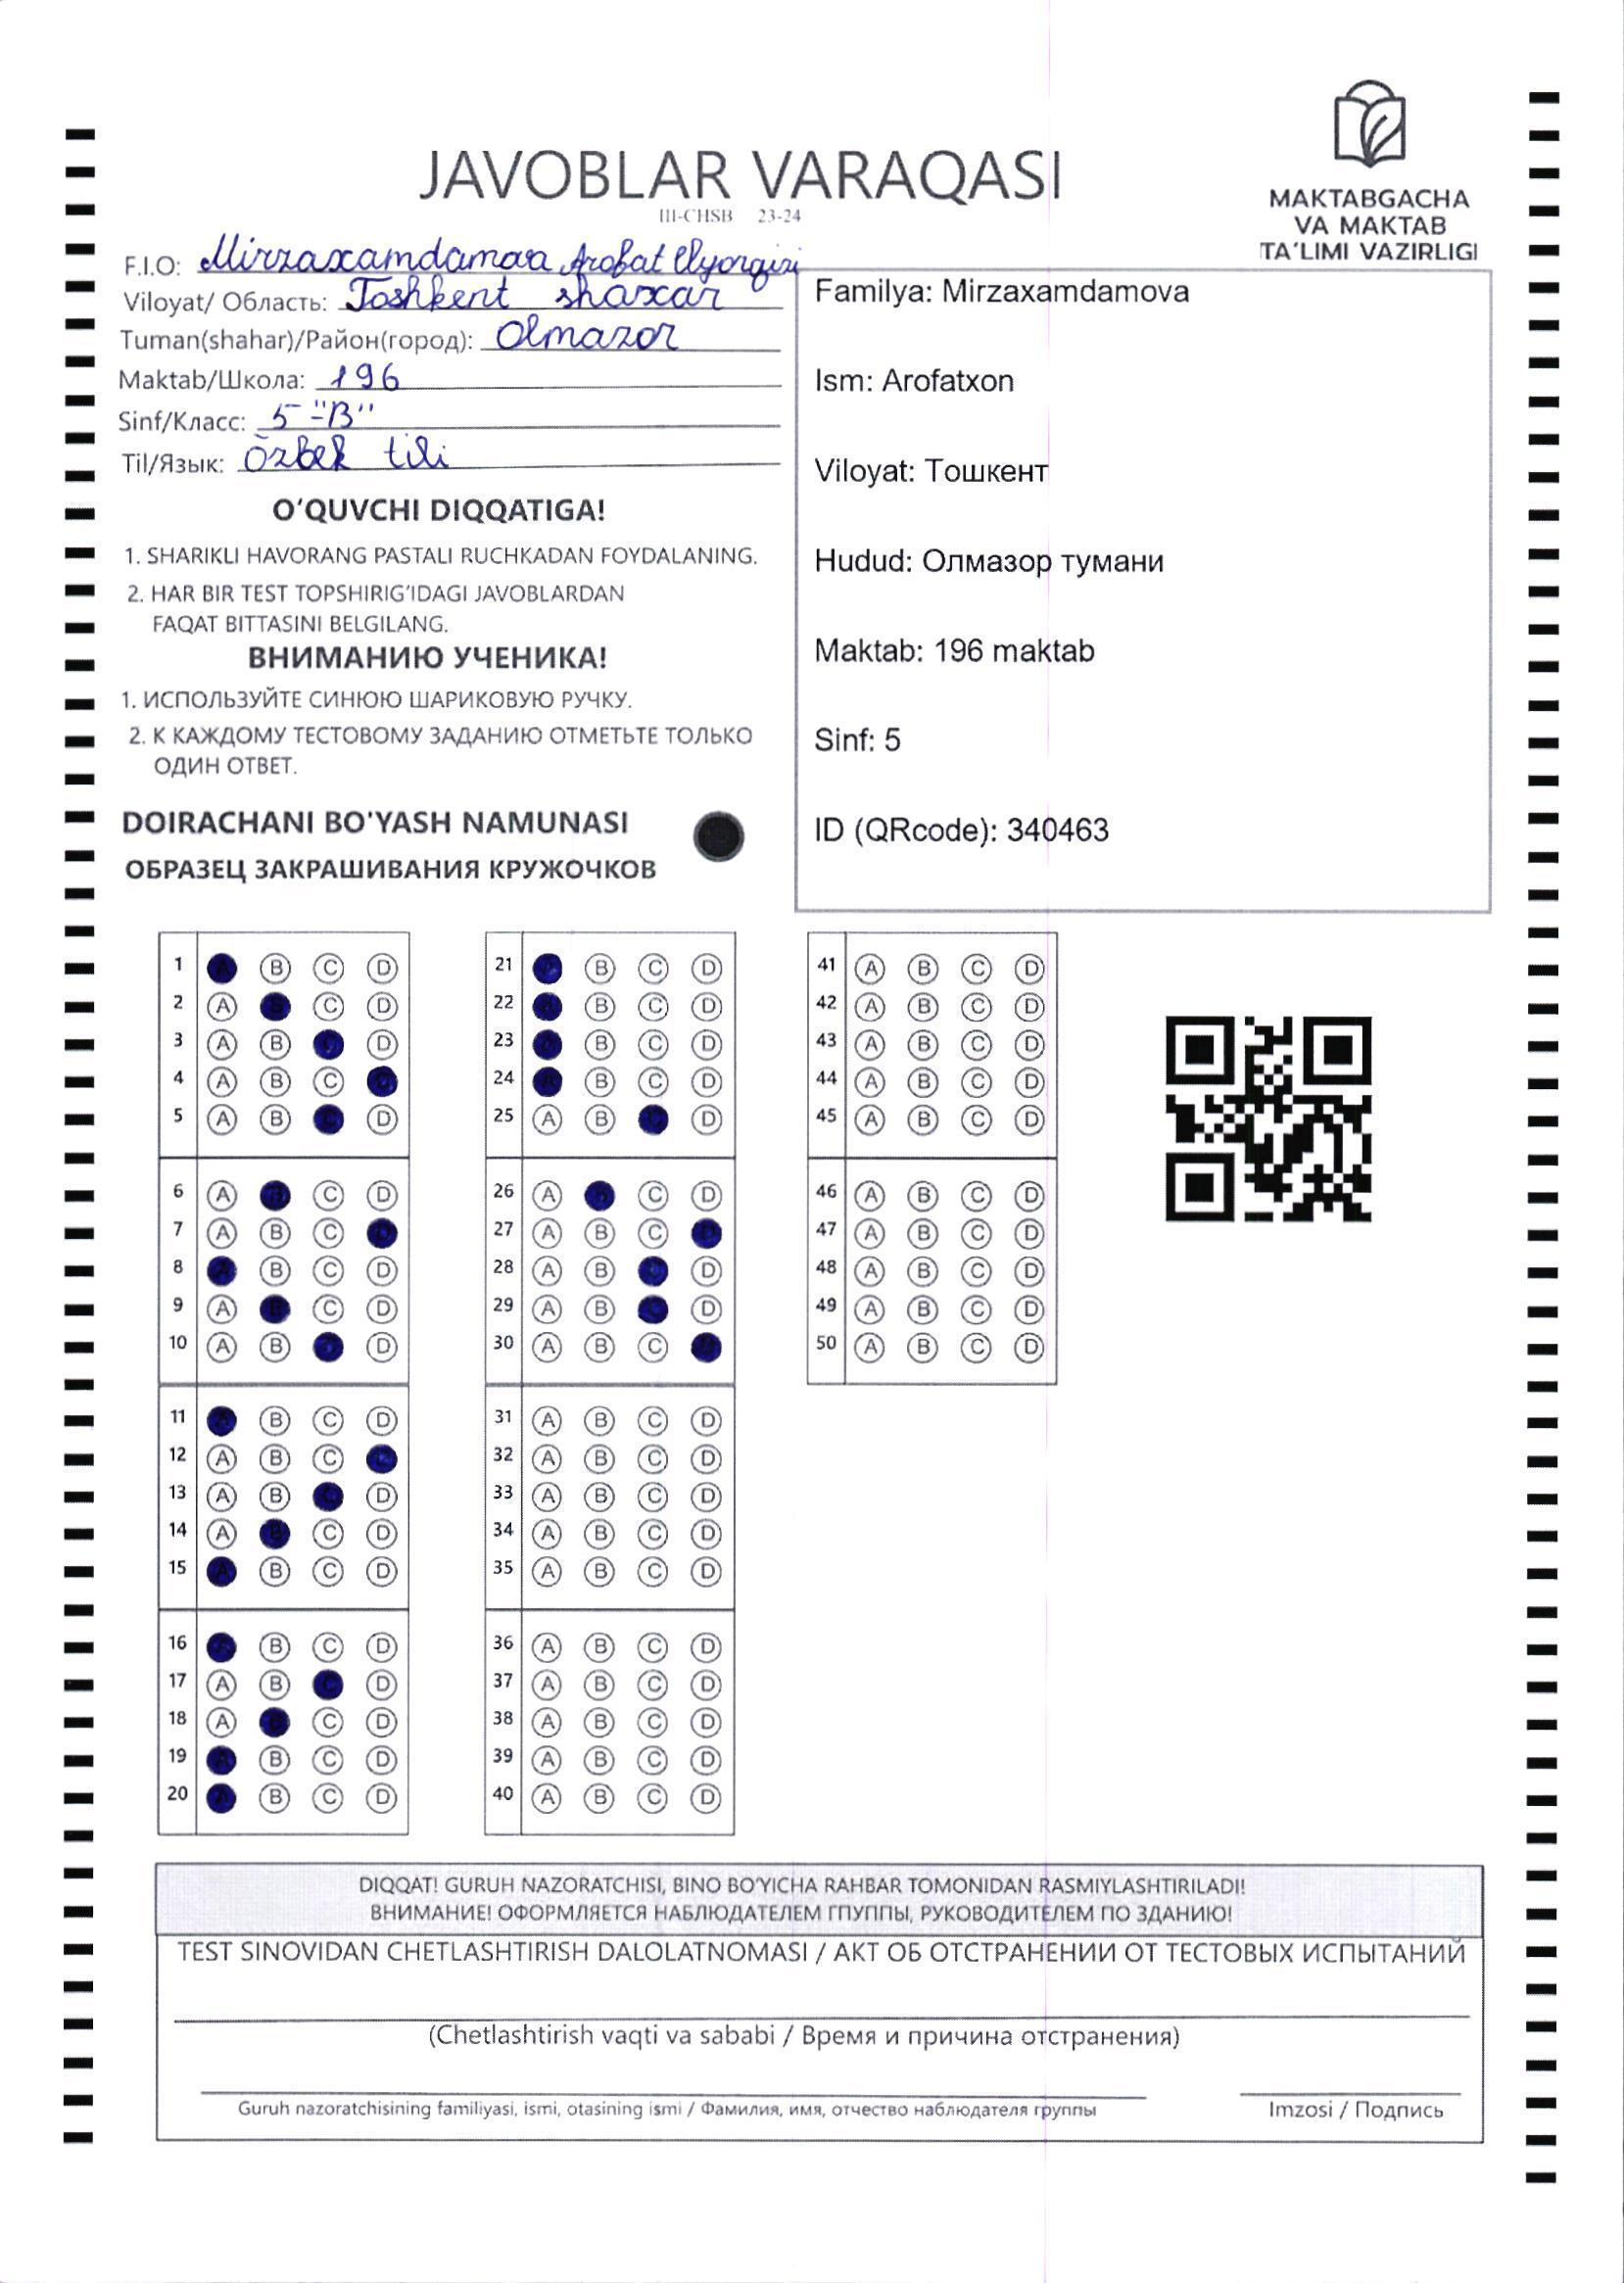 JAVOBLAR VARAQASI
III-CHSB 23-24
MAKTABGACHA
VA MAKTAB
TA'LIMI VAZIRLIGI
F.I.O: Mirzaxamdamova Arofat Elyorqizi
Viloyat/ Область: Toshkent shaxar
Tuman(shahar)/Район(город): Olmazor
Maktab/Школа: 196
Sinf/Класс: 5-"B"
Til/Язык: Özbek tili
O'QUVCHI DIQQATIGA!
1. SHARIKLI HAVORANG PASTALI RUCHKADAN FOYDALANING.
2. HAR BIR TEST TOPSHIRIG'IDAGI JAVOBLARDAN
FAQAT BITTASINI BELGILANG.
ВНИМАНИЮ УЧЕНИКА!
1. ИСПОЛЬЗУЙТЕ СИНЮЮ ШАРИКОВУЮ РУЧКУ.
2. К КАЖДОМУ ТЕСТОВОМУ ЗАДАНИЮ ОТМЕТЬТЕ ТОЛЬКО
ОДИН ОТВЕТ.
DOIRACHANI BO'YASH NAMUNASI
ОБРАЗЕЦ ЗАКРАШИВАНИЯ КРУЖОЧКОВ
Familya: Mirzaxamdamova
Ism: Arofatxon
Viloyat: Тошкент
Hudud: Олмазор тумани
Maktab: 196 maktab
Sinf: 5
ID (QRcode): 340463
1 A B C D
2 A B C D
3 A B C D
4 A B C D
5 A B C D
6 A B C D
7 A B C D
8 A B C D
9 A B C D
10 A B C D
11 A B C D
12 A B C D
13 A B C D
14 A B C D
15 A B C D
16 A B C D
17 A B C D
18 A B C D
19 A B C D
20 A B C D
21 A B C D
22 A B C D
23 A B C D
24 A B C D
25 A B C D
26 A B C D
27 A B C D
28 A B C D
29 A B C D
30 A B C D
31 A B C D
32 A B C D
33 A B C D
34 A B C D
35 A B C D
36 A B C D
37 A B C D
38 A B C D
39 A B C D
40 A B C D
41 A B C D
42 A B C D
43 A B C D
44 A B C D
45 A B C D
46 A B C D
47 A B C D
48 A B C D
49 A B C D
50 A B C D
DIQQAT! GURUH NAZORATCHISI, BINO BO'YICHA RAHBAR TOMONIDAN RASMIYLASHTIRILADI!
ВНИМАНИЕ! ОФОРМЛЯЕТСЯ НАБЛЮДАТЕЛЕМ ГПУППЫ, РУКОВОДИТЕЛЕМ ПО ЗДАНИЮ!
TEST SINOVIDAN CHETLASHTIRISH DALOLATNOMASI / АКТ ОБ ОТСТРАНЕНИИ ОТ ТЕСТОВЫХ ИСПЫТАНИЙ
(Chetlashtirish vaqti va sababi / Время и причина отстранения)
Guruh nazoratchisining familiyasi, ismi, otasining ismi / Фамилия, имя, отчество наблюдателя группы
Imzosi / Подпись